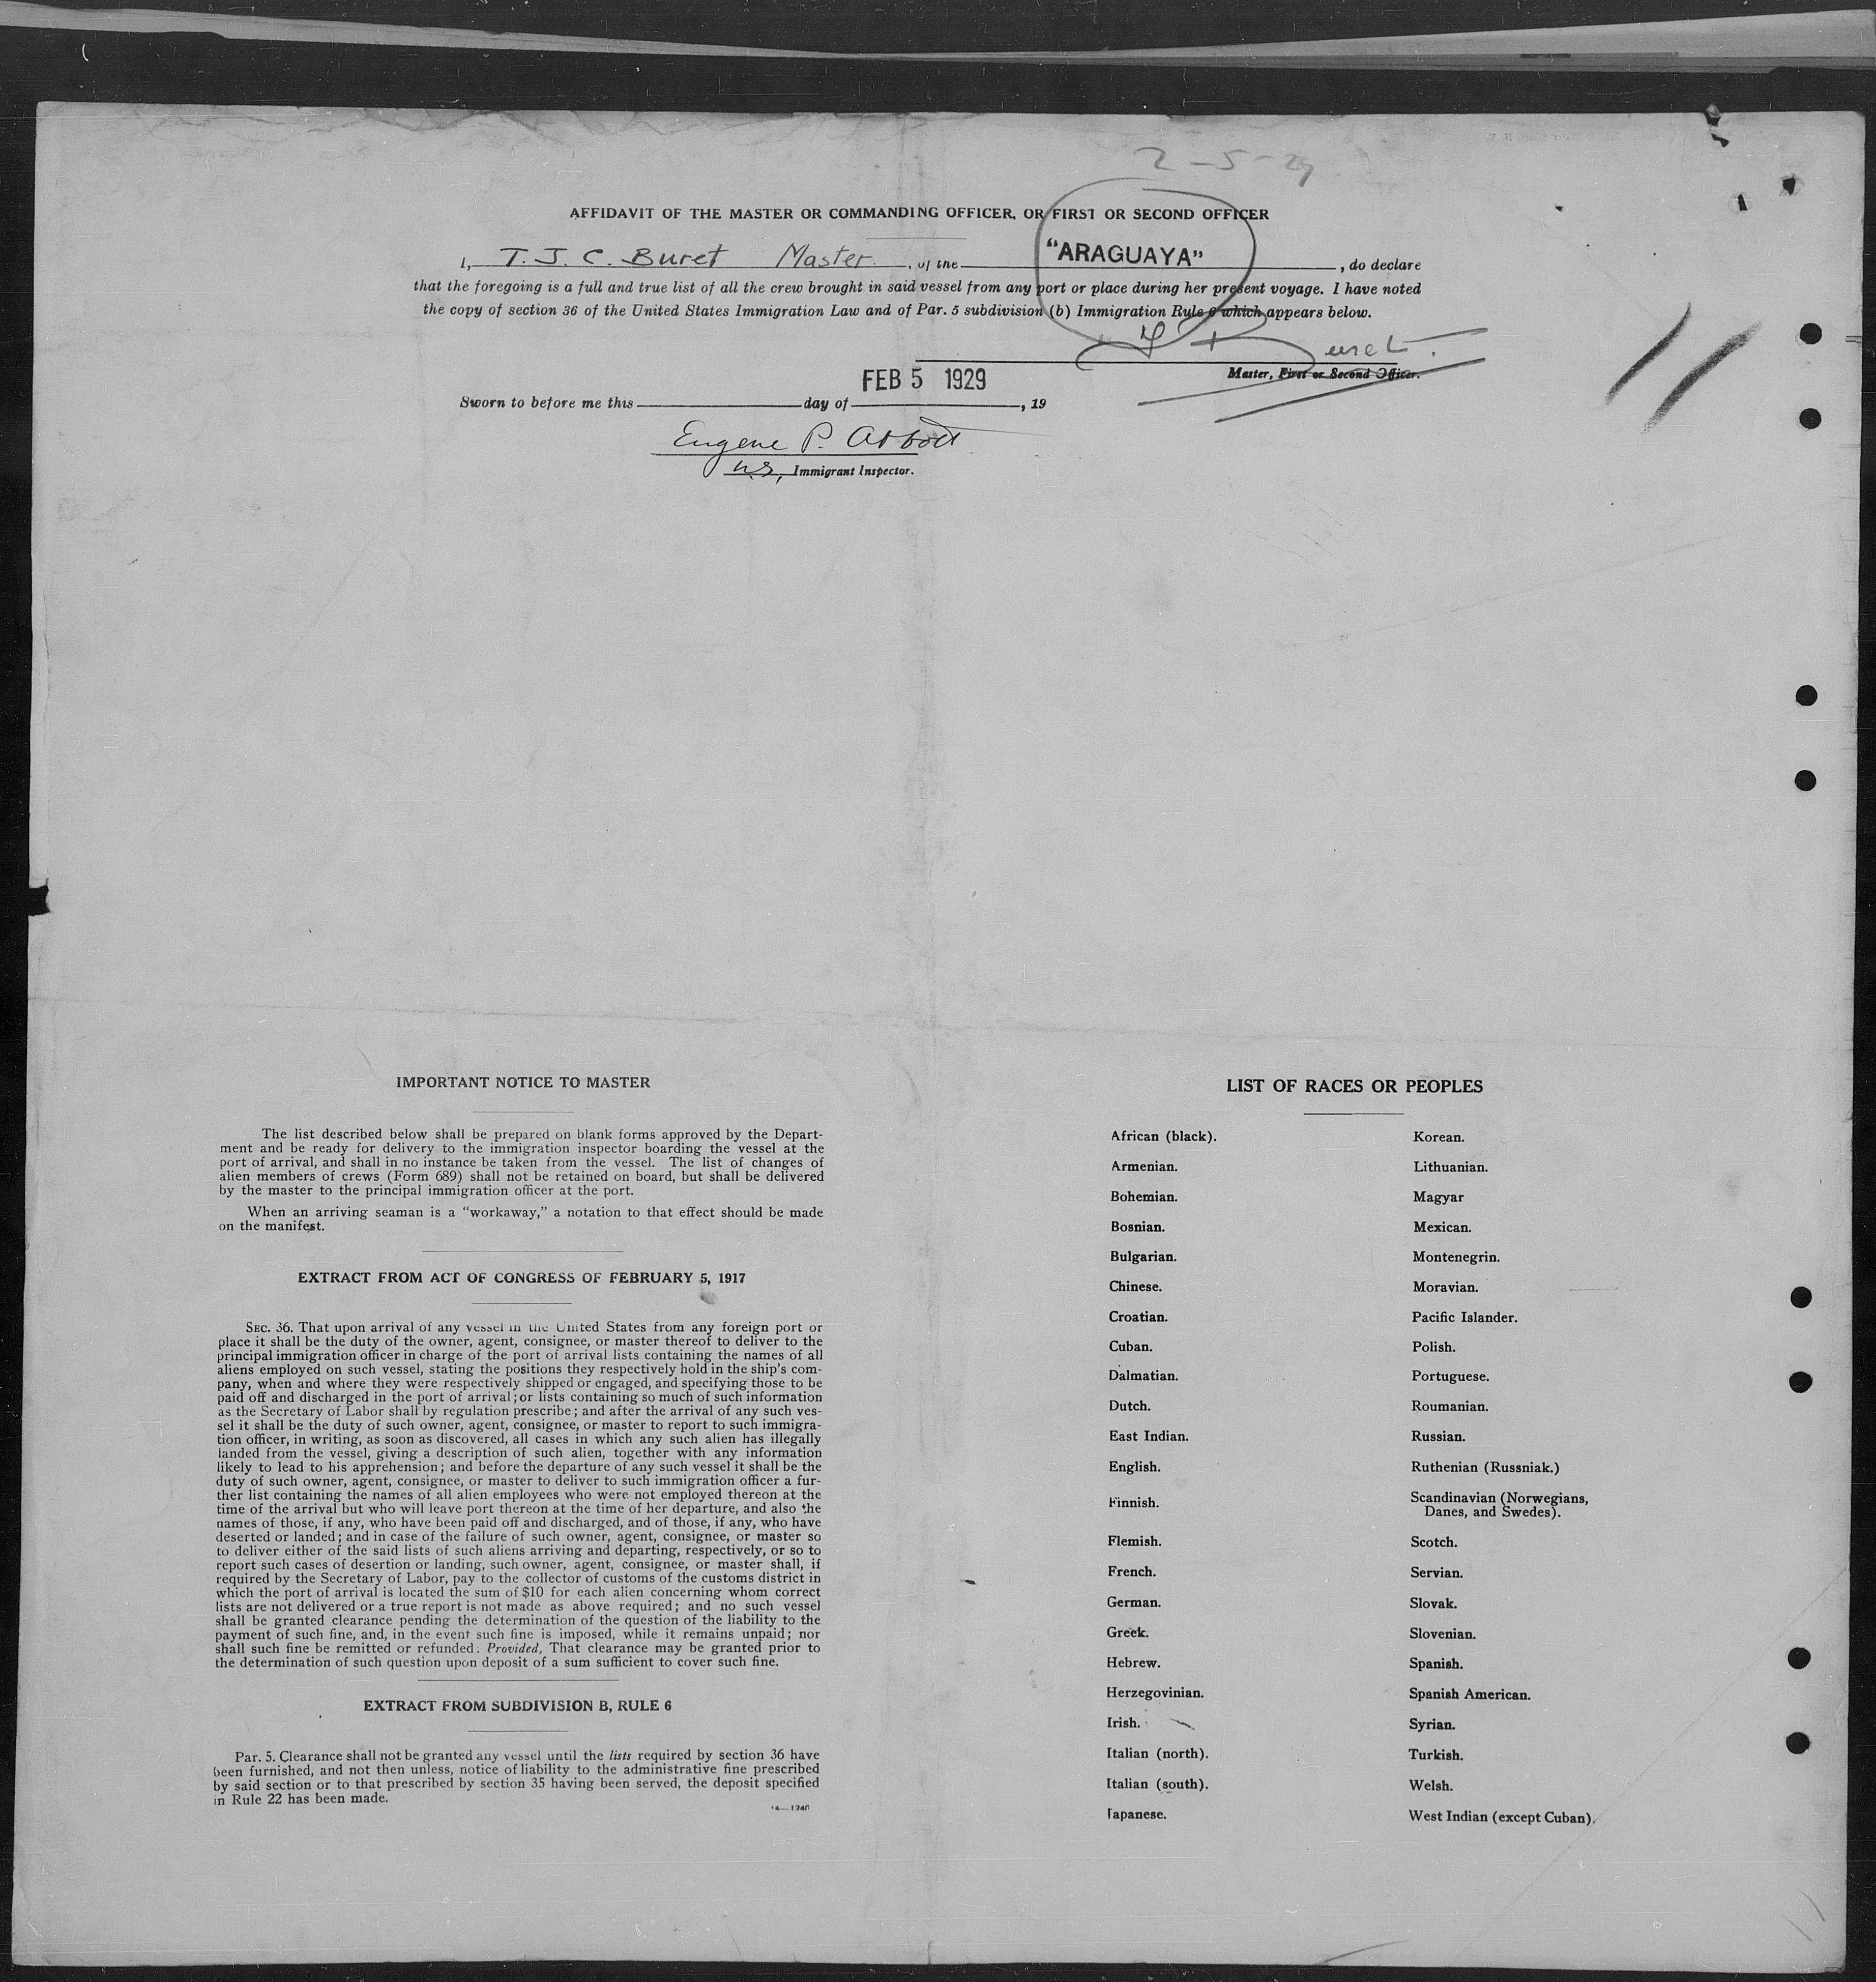 2-5-29
AFFIDAVIT OF THE MASTER OR COMMANDING OFFICER, OR FIRST OR SECOND OFFICER
I, T. J. C. Buret Master, of the "ARAGUAYA", do declare
that the foregoing is a full and true list of all the crew brought in said vessel from any port or place during her present voyage. I have noted
the copy of section 36 of the United States Immigration Law and of Par. 5 subdivision (b) Immigration Rule 6 which appears below.
Buret.
Master, First or Second Officer.
FEB 5 1929
Sworn to before me this day of , 19
Eugene P. Abbott
U.S., Immigrant Inspector.
11
IMPORTANT NOTICE TO MASTER
The list described below shall be prepared on blank forms approved by the Depart-
ment and be ready for delivery to the immigration inspector boarding the vessel at the
port of arrival, and shall in no instance be taken from the vessel. The list of changes of
alien members of crews (Form 689) shall not be retained on board, but shall be delivered
by the master to the principal immigration officer at the port.
When an arriving seaman is a "workaway," a notation to that effect should be made
on the manifest.
EXTRACT FROM ACT OF CONGRESS OF FEBRUARY 5, 1917
SEC. 36. That upon arrival of any vessel in the United States from any foreign port or
place it shall be the duty of the owner, agent, consignee, or master thereof to deliver to the
principal immigration officer in charge of the port of arrival lists containing the names of all
aliens employed on such vessel, stating the positions they respectively hold in the ship's com-
pany, when and where they were respectively shipped or engaged, and specifying those to be
paid off and discharged in the port of arrival; or lists containing so much of such information
as the Secretary of Labor shall by regulation prescribe; and after the arrival of any such ves-
sel it shall be the duty of such owner, agent, consignee, or master to report to such immigra-
tion officer, in writing, as soon as discovered, all cases in which any such alien has illegally
landed from the vessel, giving a description of such alien, together with any information
likely to lead to his apprehension; and before the departure of any such vessel it shall be the
duty of such owner, agent, consignee, or master to deliver to such immigration officer a fur-
ther list containing the names of all alien employees who were not employed thereon at the
time of the arrival but who will leave port thereon at the time of her departure, and also the
names of those, if any, who have been paid off and discharged, and of those, if any, who have
deserted or landed; and in case of the failure of such owner, agent, consignee, or master so
to deliver either of the said lists of such aliens arriving and departing, respectively, or so to
report such cases of desertion or landing, such owner, agent, consignee, or master shall, if
required by the Secretary of Labor, pay to the collector of customs of the customs district in
which the port of arrival is located the sum of $10 for each alien concerning whom correct
lists are not delivered or a true report is not made as above required; and no such vessel
shall be granted clearance pending the determination of the question of the liability to the
payment of such fine, and, in the event such fine is imposed, while it remains unpaid; nor
shall such fine be remitted or refunded: Provided, That clearance may be granted prior to
the determination of such question upon deposit of a sum sufficient to cover such fine.
EXTRACT FROM SUBDIVISION B, RULE 6
Par. 5. Clearance shall not be granted any vessel until the lists required by section 36 have
been furnished, and not then unless, notice of liability to the administrative fine prescribed
by said section or to that prescribed by section 35 having been served, the deposit specified
in Rule 22 has been made.
14—1240
LIST OF RACES OR PEOPLES
African (black).
Armenian.
Bohemian.
Bosnian.
Bulgarian.
Chinese.
Croatian.
Cuban.
Dalmatian.
Dutch.
East Indian.
English.
Finnish.
Flemish.
French.
German.
Greek.
Hebrew.
Herzegovinian.
Irish.
Italian (north).
Italian (south).
Japanese.
Korean.
Lithuanian.
Magyar
Mexican.
Montenegrin.
Moravian.
Pacific Islander.
Polish.
Portuguese.
Roumanian.
Russian.
Ruthenian (Russniak.)
Scandinavian (Norwegians,
Danes, and Swedes).
Scotch.
Servian.
Slovak.
Slovenian.
Spanish.
Spanish American.
Syrian.
Turkish.
Welsh.
West Indian (except Cuban).